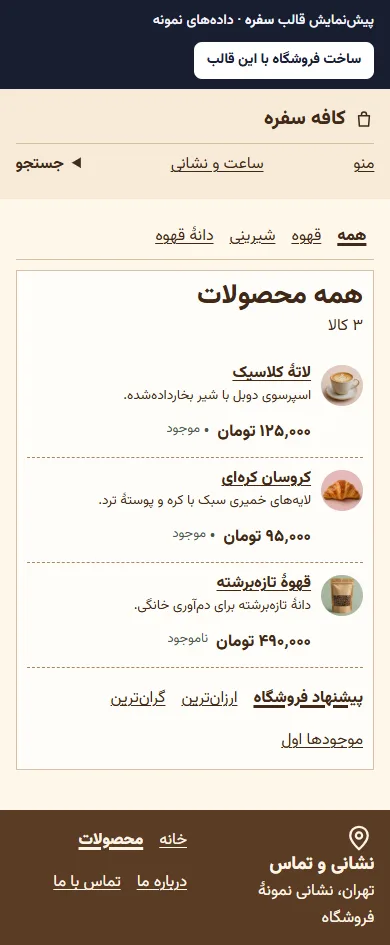 پیش‌نمایش قالب سفره · داده‌های نمونه
ساخت فروشگاه با این قالب
کافه سفره
منو ساعت و نشانی جستجو
همه قهوه شیرینی دانهٔ قهوه
همه محصولات
۳ کالا
لاتهٔ کلاسیک
اسپرسوی دوبل با شیر بخارداده‌شده.
۱۲۵٬۰۰۰ تومان • موجود
کروسان کره‌ای
لایه‌های خمیری سبک با کره و پوستهٔ ترد.
۹۵٬۰۰۰ تومان • موجود
قهوهٔ تازه‌برشته
دانهٔ تازه‌برشته برای دم‌آوری خانگی.
۴۹۰٬۰۰۰ تومان ناموجود
پیشنهاد فروشگاه ارزان‌ترین گران‌ترین
موجودها اول
نشانی و تماس
تهران، نشانی نمونهٔ
فروشگاه
خانه محصولات
درباره ما تماس با ما